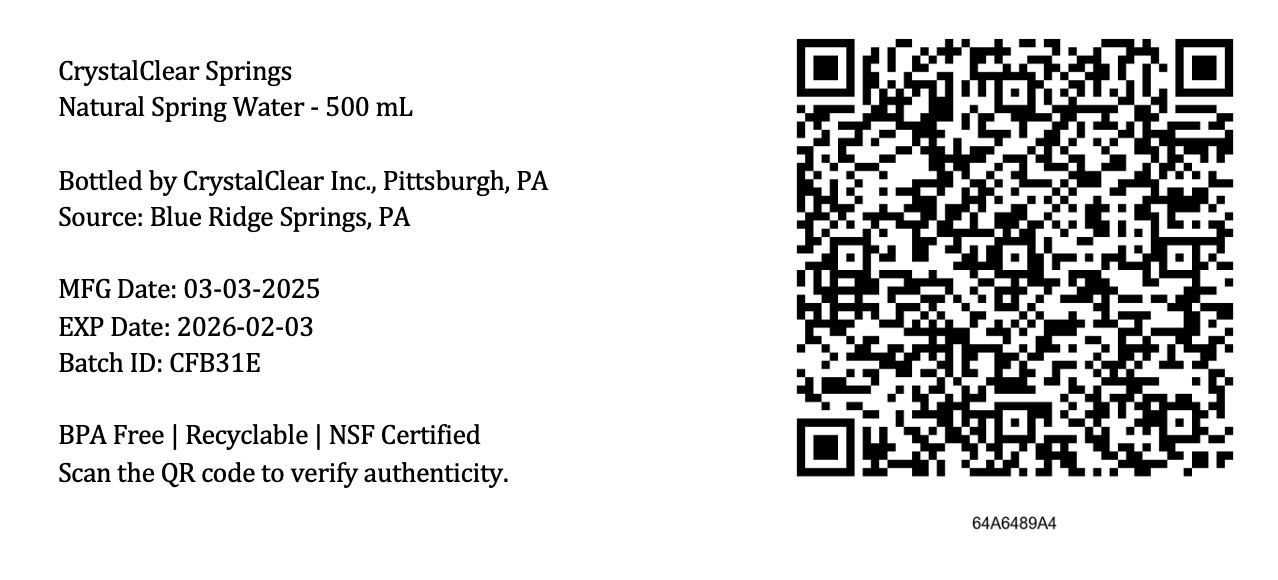 CrystalClear Springs
Natural Spring Water - 500 mL
Bottled by CrystalClear Inc., Pittsburgh, PA
Source: Blue Ridge Springs, PA
MFG Date: 03-03-2025
EXP Date: 2026-02-03
Batch ID: CFB31E
BPA Free | Recyclable | NSF Certified
Scan the QR code to verify authenticity.
64A6489A4